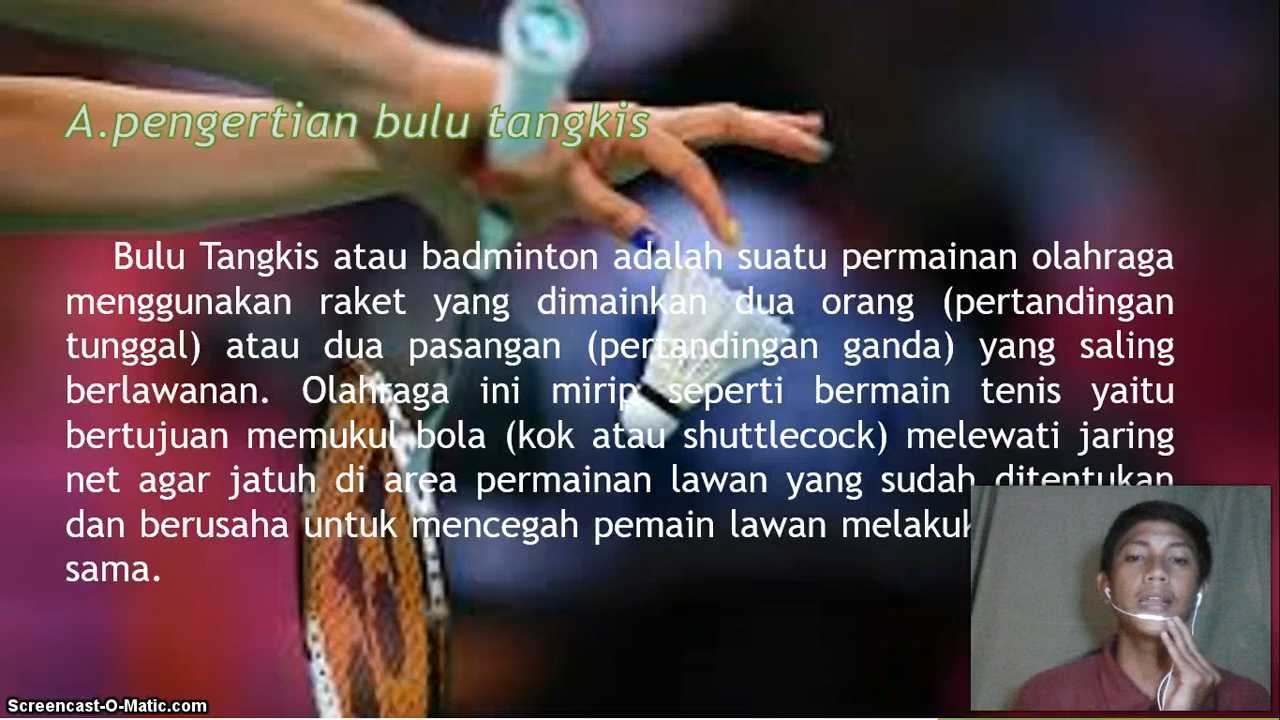 A.pengertian bulu tangkis
Bulu Tangkis atau badminton adalah suatu permainan olahraga
menggunakan raket yang dimainkan dua orang (pertandingan
tunggal) atau dua pasangan (pertandingan ganda) yang saling
berlawanan. Olahraga ini mirip seperti bermain tenis yaitu
bertujuan memukul bola (kok atau shuttlecock) melewati jaring
net agar jatuh di area permainan lawan yang sudah ditentukan
dan berusaha untuk mencegah pemain lawan
sama.
Screencast-O-Matic.com